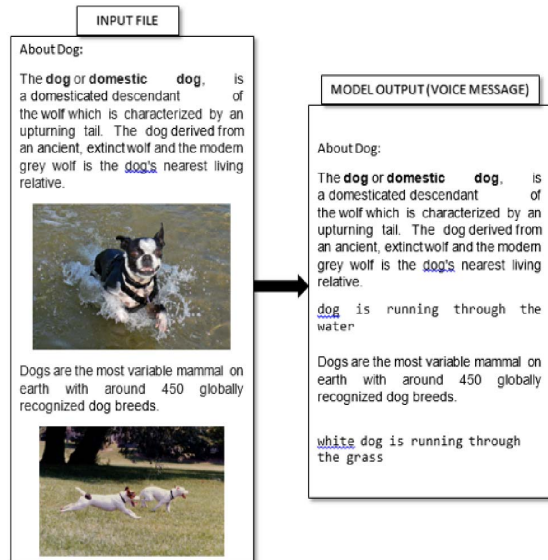 INPUT FILE
About Dog:
The dog or domestic dog, is
a domesticated descendant of
the wolf which is characterized by an
upturning tail. The dog derived from
an ancient, extinct wolf and the modern
grey wolf is the dog's nearest living
relative.
Dogs are the most variable mammal on
earth with around 450 globally
recognized dog breeds.
MODEL OUTPUT (VOICE MESSAGE)
About Dog:
The dog or domestic dog, is
a domesticated descendant of
the wolf which is characterized by an
upturning tail. The dog derived from
an ancient, extinct wolf and the modern
grey wolf is the dog's nearest living
relative.
dog is running through the
water
Dogs are the most variable mammal on
earth with around 450 globally
recognized dog breeds.
white dog is running through
the grass